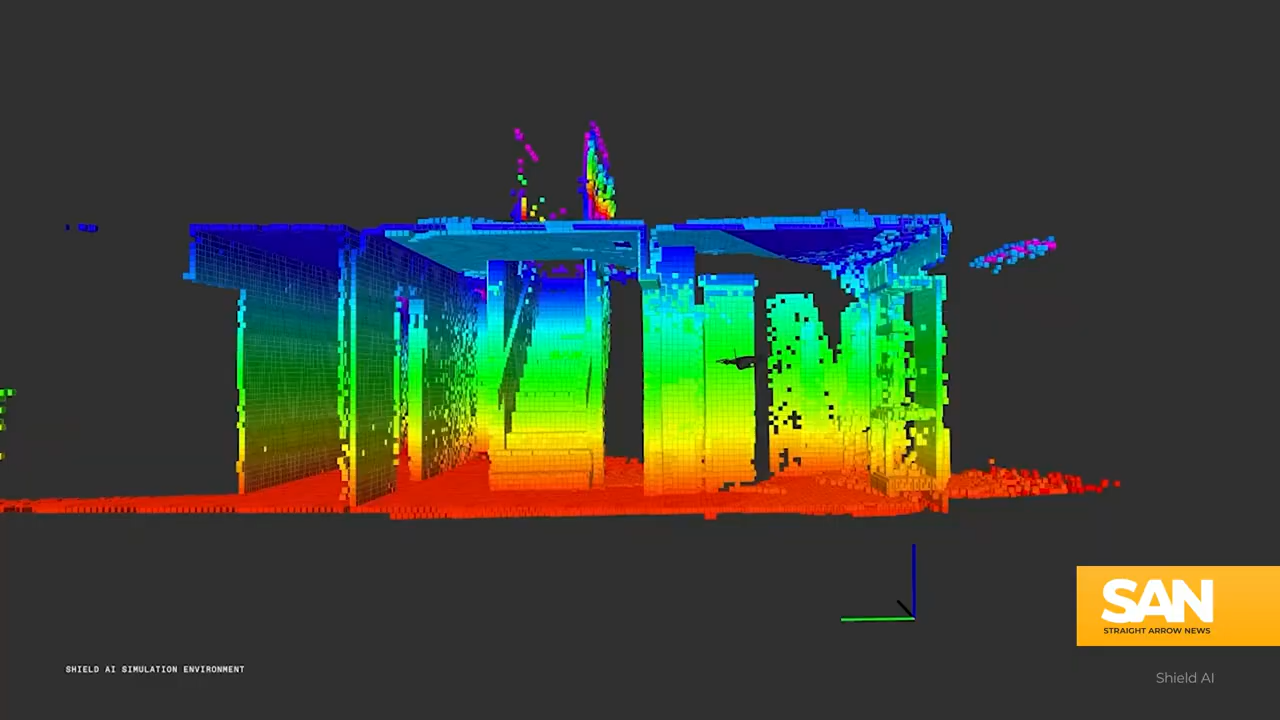 SAN
STRAIGHT ARROW NEWS
SHIELD AI SIMULATION ENVIRONMENT
Shield AI